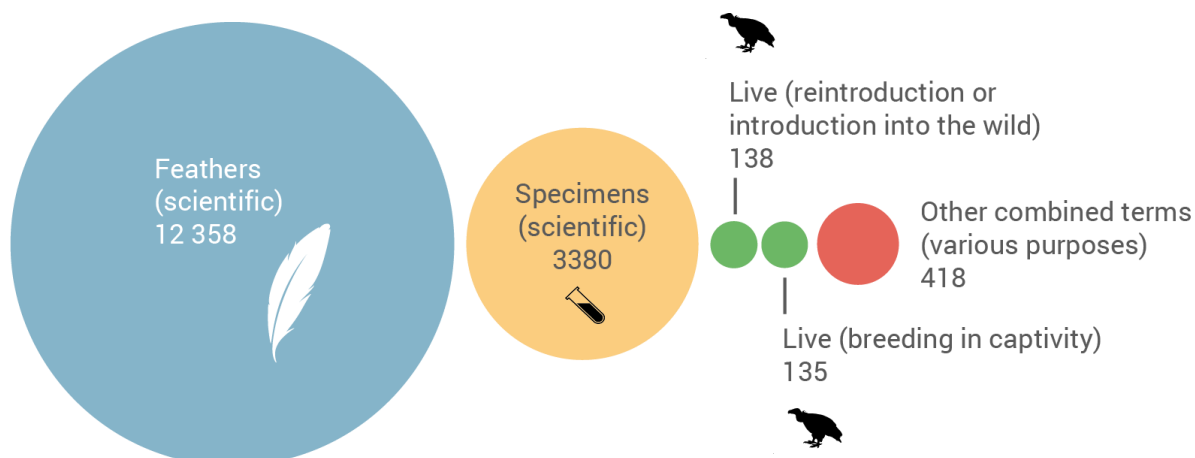 Feathers
(scientific)
12 358
Specimens
(scientific)
3380
Live (reintroduction or
introduction into the wild)
138
Live (breeding in captivity)
135
Other combined terms
(various purposes)
418